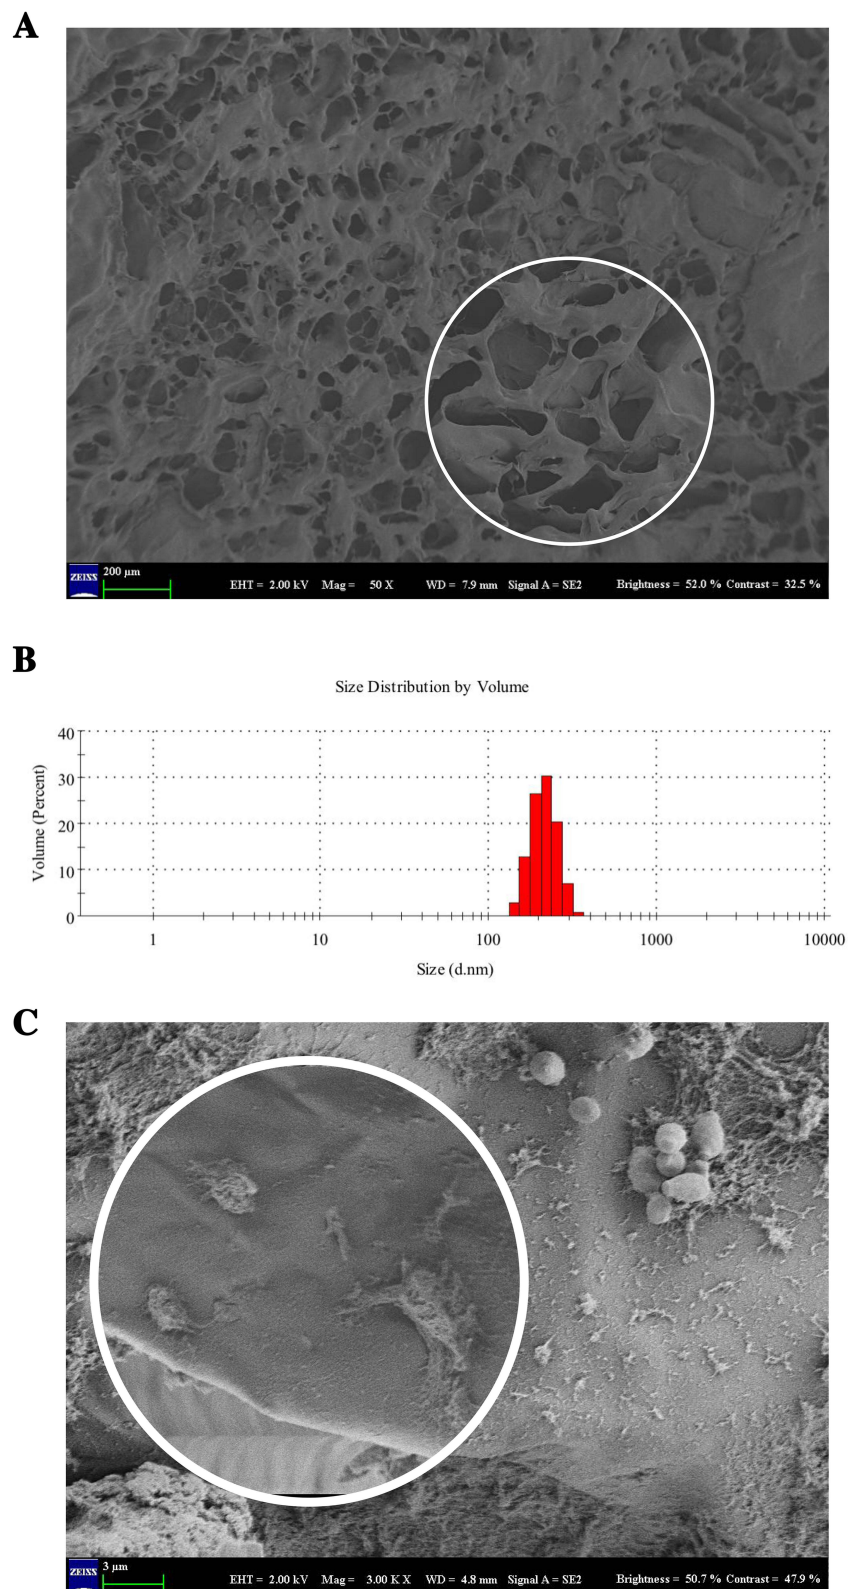 A
ZEISS
200 μm
EHT = 2.00 kV Mag = 50 X WD = 7.9 mm Signal A = SE2 Brightness = 52.0 % Contrast = 32.5 %
B
Size Distribution by Volume
Volume (Percent)
40
30
20
10
0
1 10 100 1000 10000
Size (d.nm)
C
ZEISS
3 μm
EHT = 2.00 kV Mag = 3.00 K X WD = 4.8 mm Signal A = SE2 Brightness = 50.7 % Contrast = 47.9 %